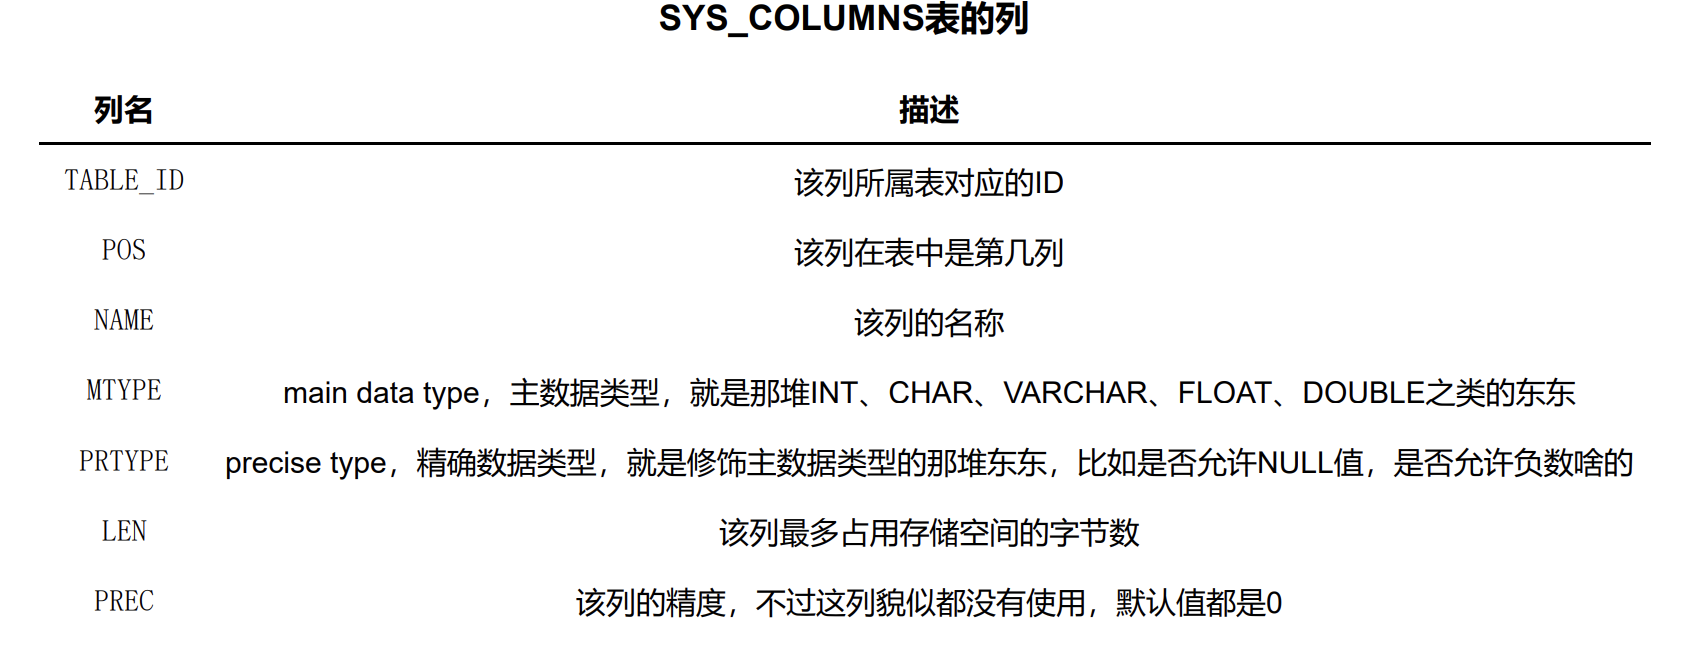 SYS_COLUMNS表的列
列名 描述
TABLE_ID 该列所属表对应的ID
POS 该列在表中是第几列
NAME 该列的名称
MTYPE main data type，主数据类型，就是那堆INT、CHAR、VARCHAR、FLOAT、DOUBLE之类的东东
PRTYPE precise type，精确数据类型，就是修饰主数据类型的那堆东东，比如是否允许NULL值，是否允许负数啥的
LEN 该列最多占用存储空间的字节数
PREC 该列的精度，不过这列貌似都没有使用，默认值都是0